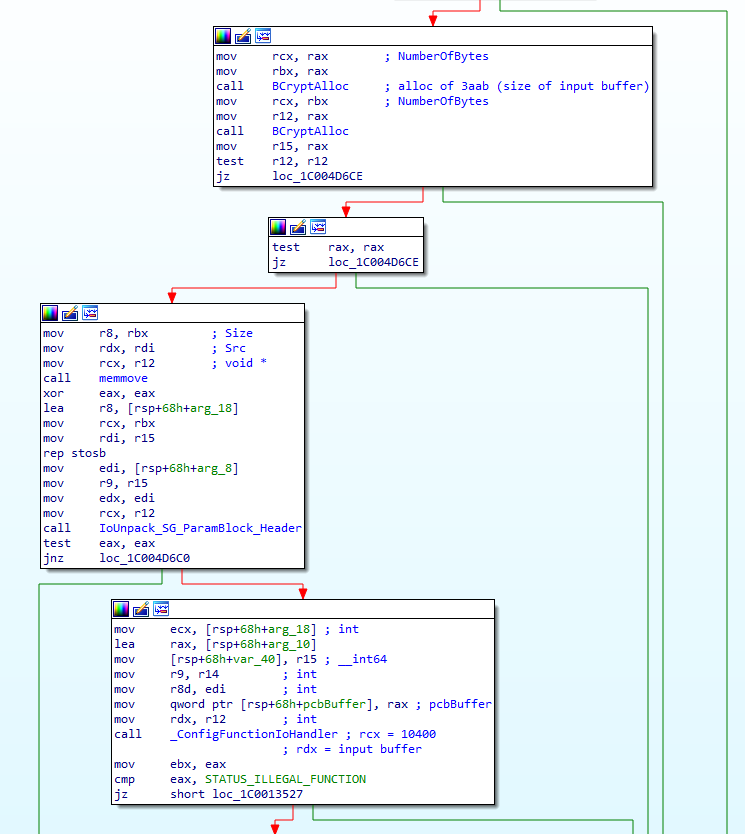 mov rcx, rax ; NumberOfBytes
mov rbx, rax
call BCryptAlloc ; alloc of 3aab (size of input buffer)
mov rcx, rbx ; NumberOfBytes
mov r12, rax
call BCryptAlloc
mov r15, rax
test r12, r12
jz loc_1C004D6CE
test rax, rax
jz loc_1C004D6CE
mov r8, rbx ; Size
mov rdx, rdi ; Src
mov rcx, r12 ; void *
call memmove
xor eax, eax
lea r8, [rsp+68h+arg_18]
mov rcx, rbx
mov rdi, r15
rep stosb
mov edi, [rsp+68h+arg_8]
mov r9, r15
mov edx, edi
mov rcx, r12
call IoUnpack_SG_ParamBlock_Header
test eax, eax
jnz loc_1C004D6C0
mov ecx, [rsp+68h+arg_18] ; int
lea rax, [rsp+68h+arg_10]
mov [rsp+68h+var_40], r15 ; __int64
mov r9, r14 ; int
mov r8d, edi ; int
mov qword ptr [rsp+68h+pcbBuffer], rax ; pcbBuffer
mov rdx, r12 ; int
call _ConfigFunctionIoHandler ; rcx = 10400
; rdx = input buffer
mov ebx, eax
cmp eax, STATUS_ILLEGAL_FUNCTION
jz short loc_1C0013527